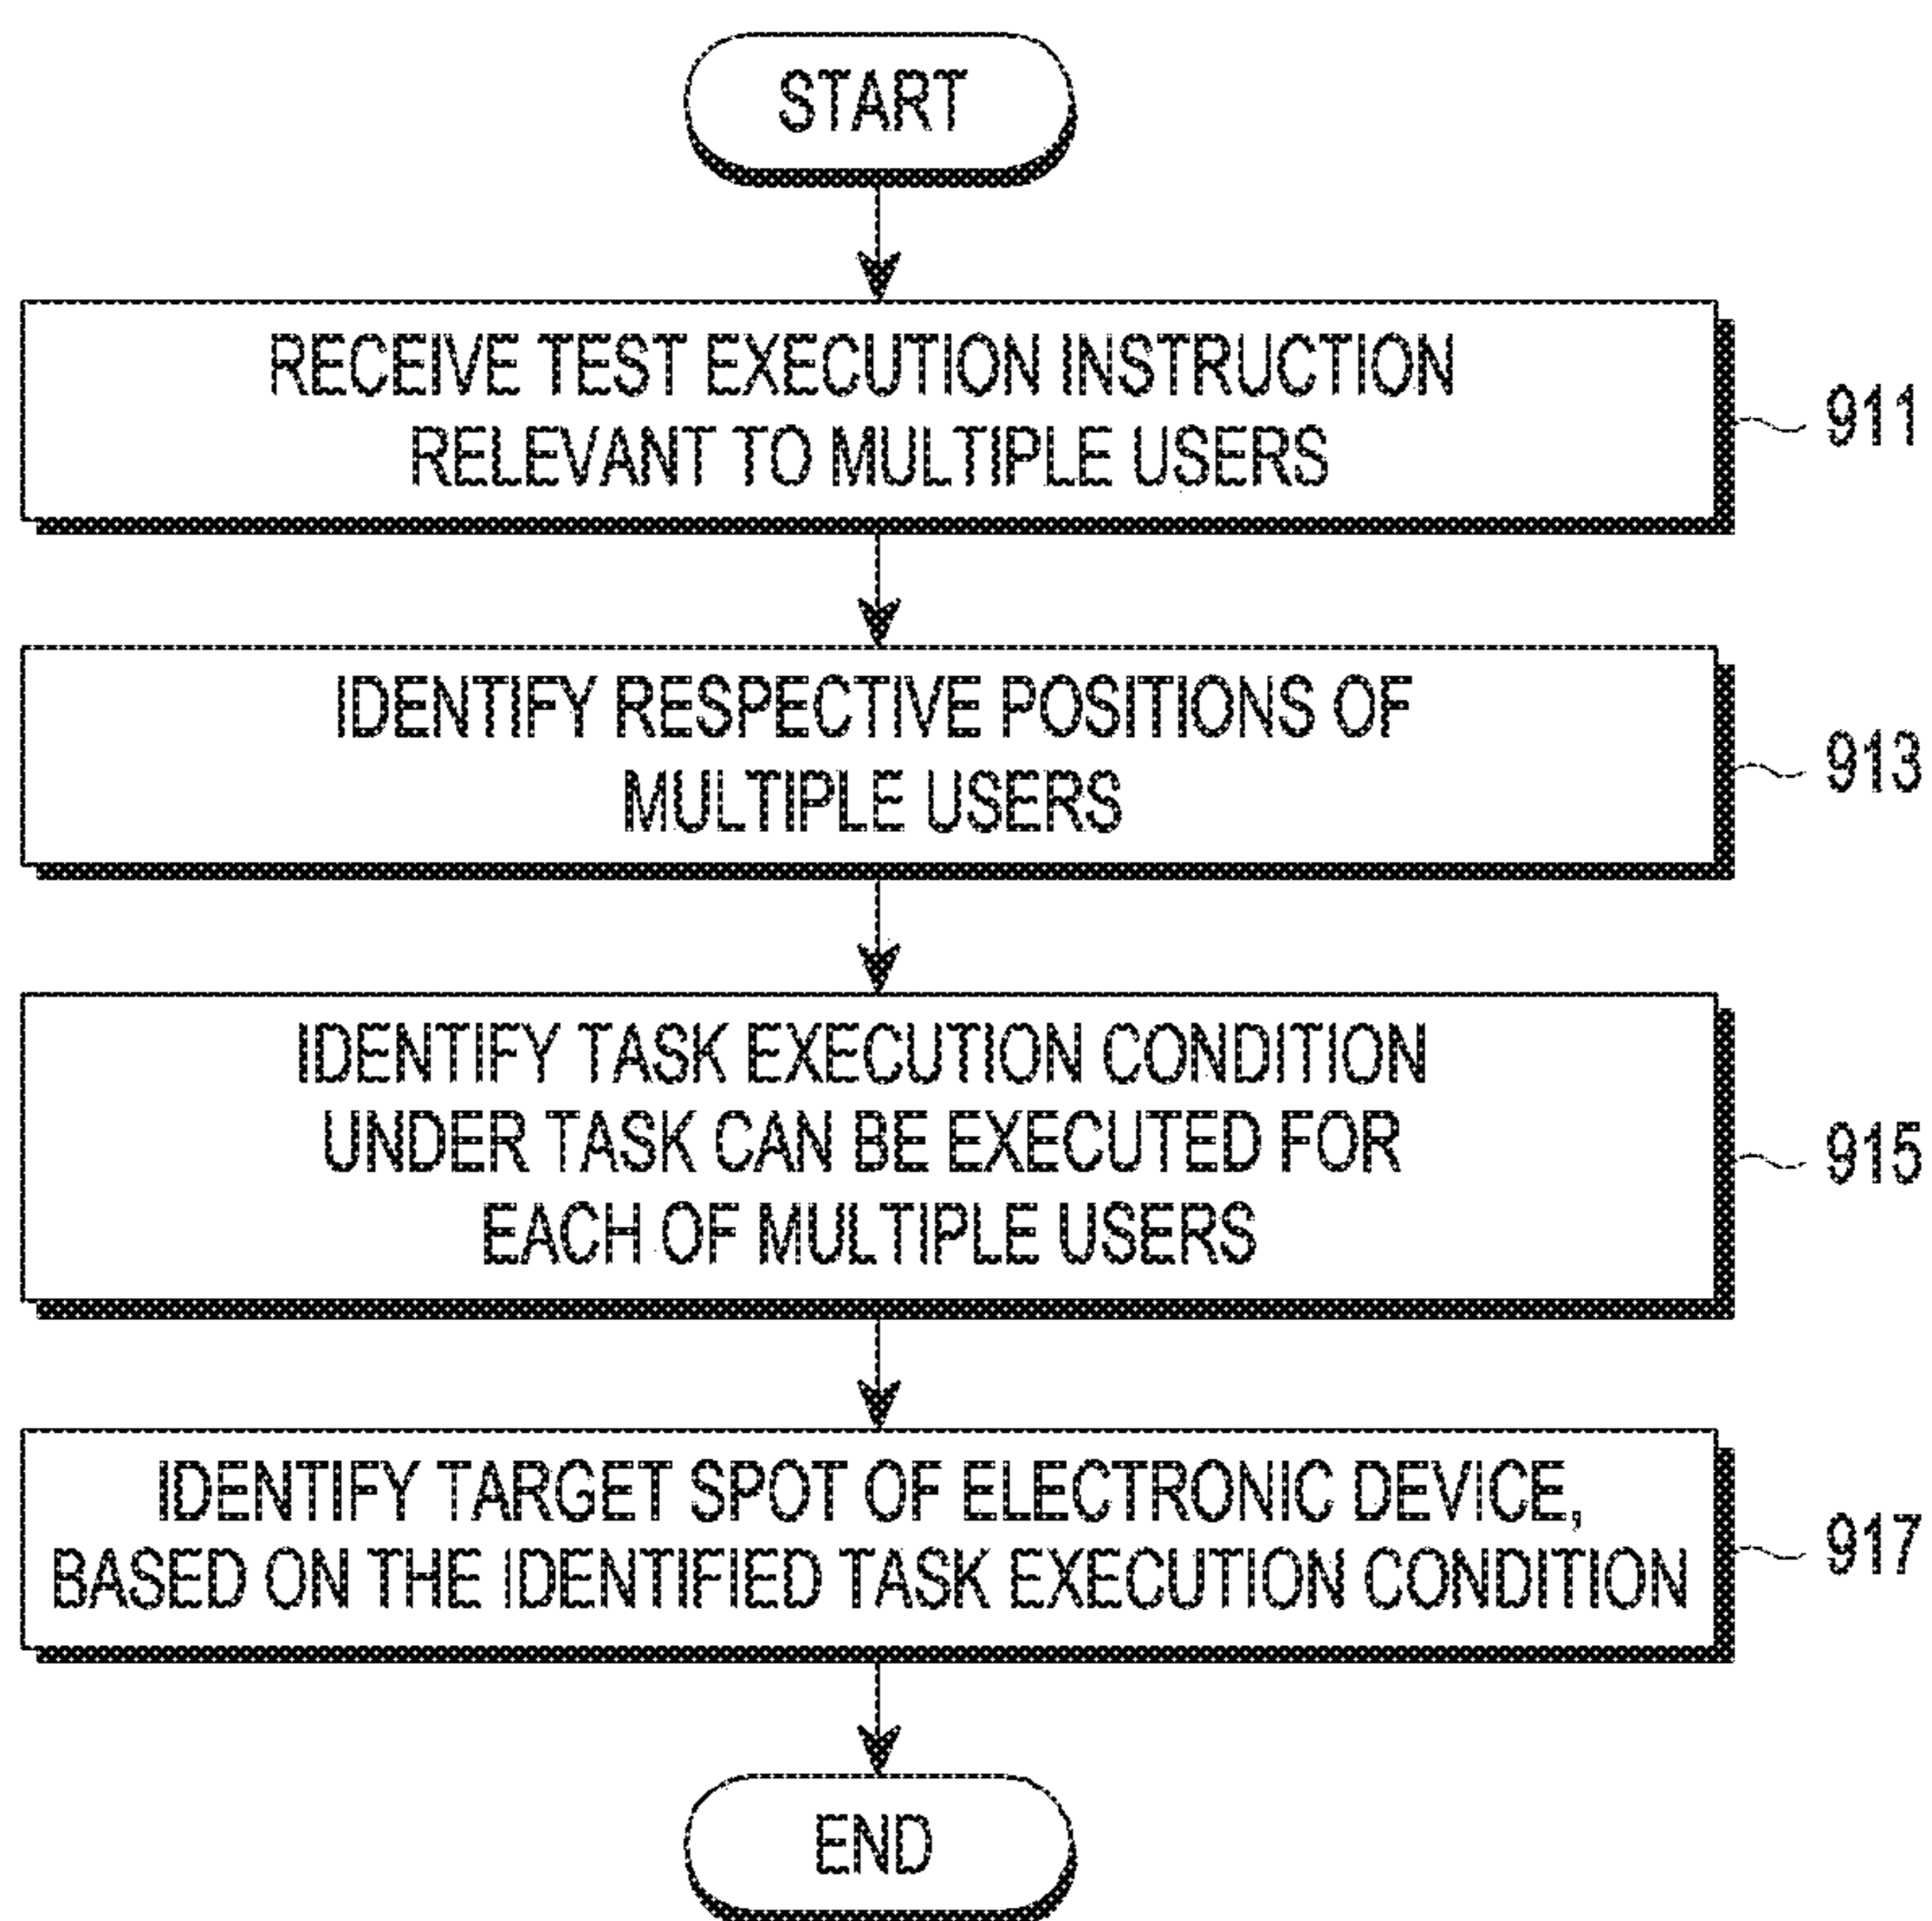 START
RECEIVE TEST EXECUTION INSTRUCTION
RELEVANT TO MULTIPLE USERS
911
IDENTIFY RESPECTIVE POSITIONS OF
MULTIPLE USERS
913
IDENTIFY TASK EXECUTION CONDITION
UNDER TASK CAN BE EXECUTED FOR
EACH OF MULTIPLE USERS
915
IDENTIFY TARGET SPOT OF ELECTRONIC DEVICE,
BASED ON THE IDENTIFIED TASK EXECUTION CONDITION
917
END